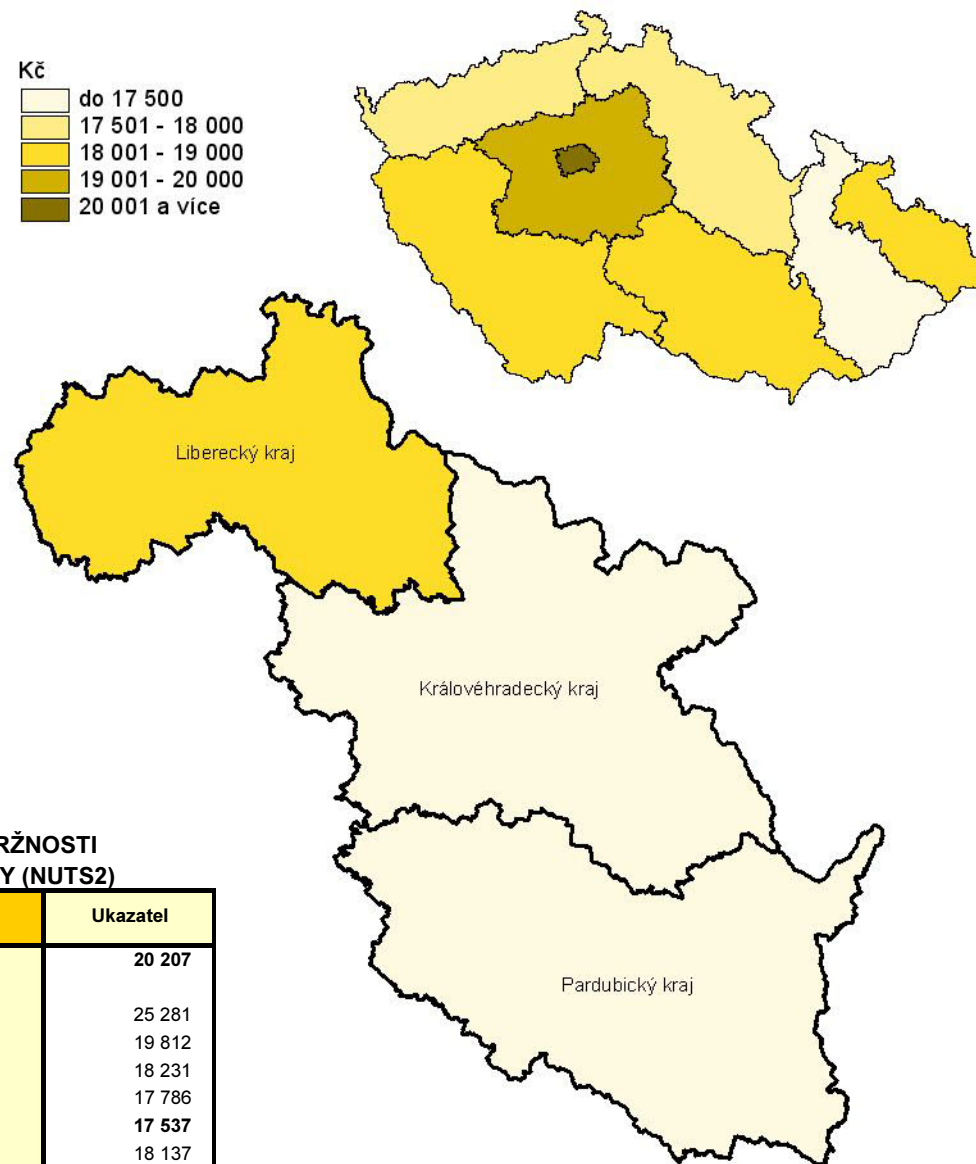 Kč
do 17 500
17 501 - 18 000
18 001 - 19 000
19 001 - 20 000
20 001 a více
Liberecký kraj
Královéhradecký kraj
Pardubický kraj
RŽNOSTI
Y (NUTS2)
Ukazatel
20 207
25 281
19 812
18 231
17 786
17 537
18 137